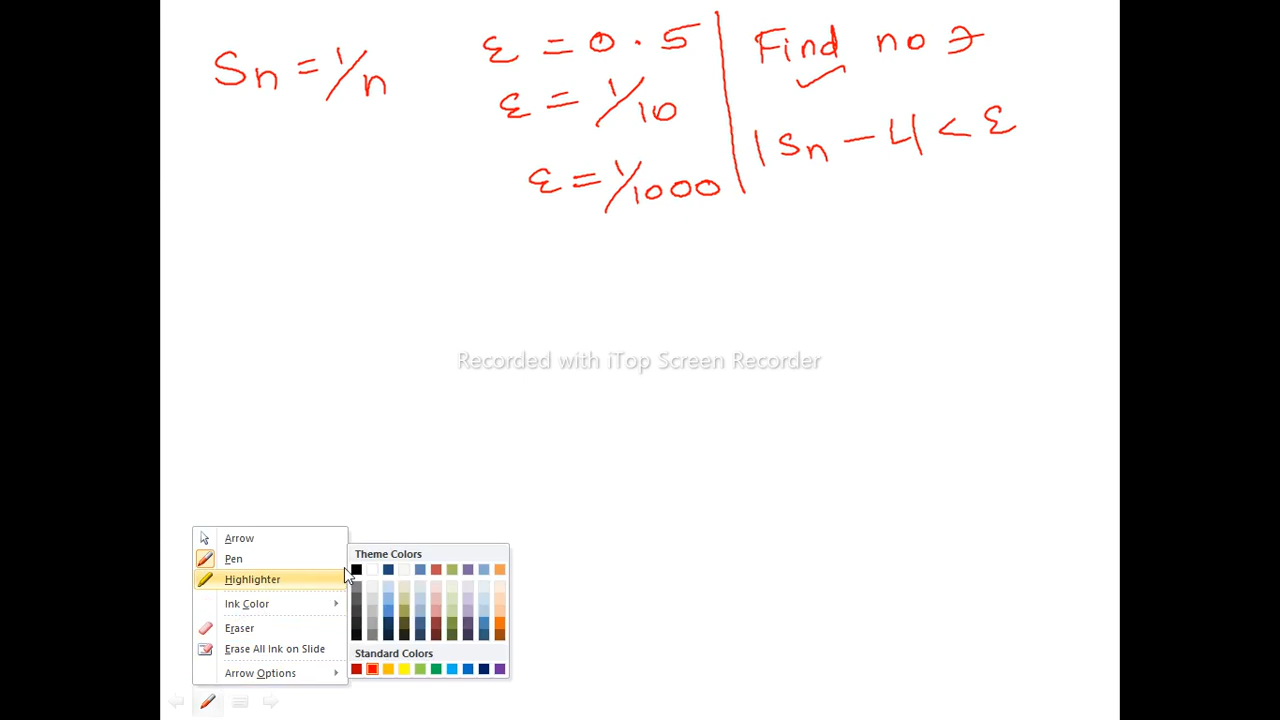 Sn = 1/n
ε = 0.5
ε = 1/10
ε = 1/1000
Find no ∋
|Sn - L| < ε
Recorded with iTop Screen Recorder
Arrow
Pen
Highlighter
Ink Color
Eraser
Erase All Ink on Slide
Arrow Options
Theme Colors
Standard Colors